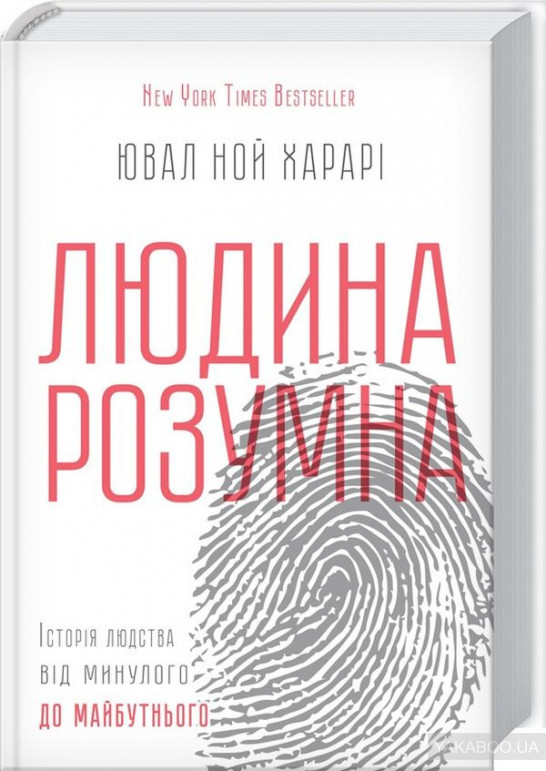 New York Times Bestseller
ЮВАЛ НОЙ ХАРАРІ
ЛЮДИНА
РОЗУМНА
Історія людства
від минулого
до майбутнього
YAKABOO.UA